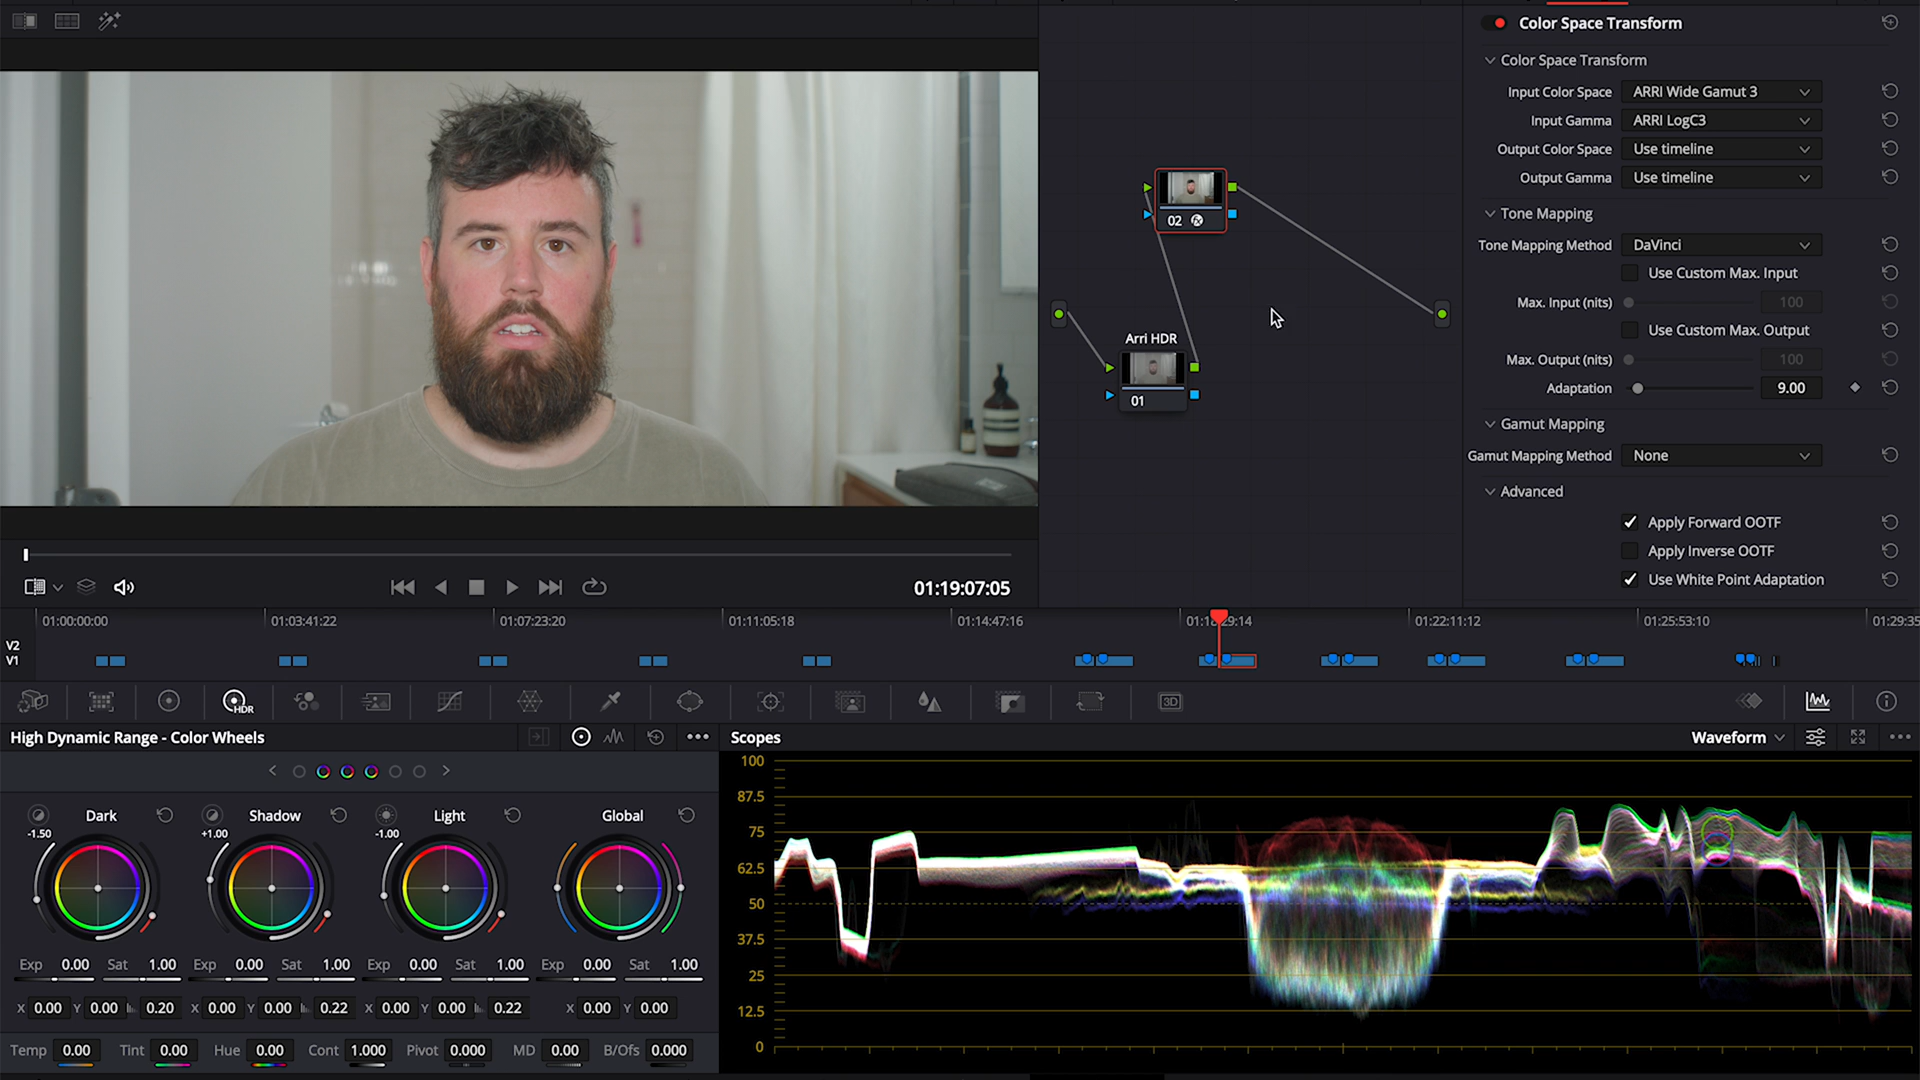 Color Space Transform
Color Space Transform
Input Color Space ARRI Wide Gamut 3
Input Gamma ARRI LogC3
Output Color Space Use timeline
Output Gamma Use timeline
Tone Mapping
Tone Mapping Method DaVinci
Use Custom Max. Input
Max. Input (nits) 100
Use Custom Max. Output
Max. Output (nits) 100
Adaptation 9.00
Gamut Mapping
Gamut Mapping Method None
Advanced
Apply Forward OOTF
Apply Inverse OOTF
Use White Point Adaptation
02
Arri HDR
01
01:19:07:05
01:00:00:00 01:03:41:22 01:07:23:20 01:11:05:18 01:14:47:16 01:18:29:14 01:22:11:12 01:25:53:10 01:29:35
V2
V1
HDR 3D
High Dynamic Range - Color Wheels
Dark Shadow Light Global
-1.50 +1.00 -1.00
Exp 0.00 Sat 1.00 Exp 0.00 Sat 1.00 Exp 0.00 Sat 1.00 Exp 0.00 Sat 1.00
X 0.00 Y 0.00 0.20 X 0.00 Y 0.00 0.22 X 0.00 Y 0.00 0.22 X 0.00 Y 0.00
Temp 0.00 Tint 0.00 Hue 0.00 Cont 1.000 Pivot 0.000 MD 0.00 B/Ofs 0.000
Scopes Waveform
100
87.5
75
62.5
50
37.5
25
12.5
0